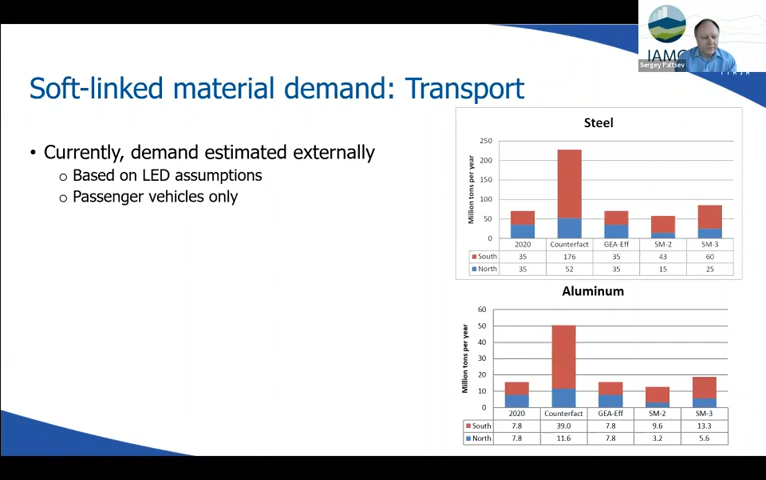 IAMC
Sergey Paltsev
Soft-linked material demand: Transport
• Currently, demand estimated externally
o Based on LED assumptions
o Passenger vehicles only
Steel
Million tons per year
250
200
150
100
50
0
2020 Counterfact GEA-Eff SM-2 SM-3
South 35 176 35 43 60
North 35 52 35 15 25
Aluminum
Million tons per year
60
50
40
30
20
10
0
2020 Counterfact GEA-Eff SM-2 SM-3
South 7.8 39.0 7.8 9.6 13.3
North 7.8 11.6 7.8 3.2 5.6